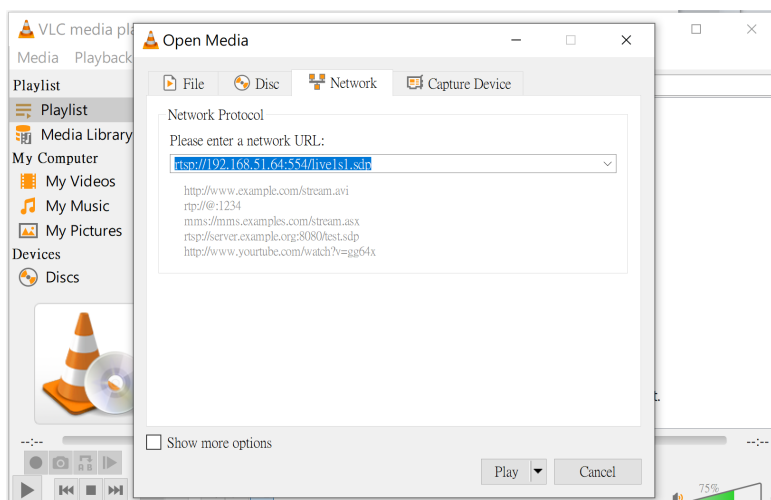 VLC media pla
Open Media
Media Playback
File Disc Network Capture Device
Playlist
Playlist
Media Library
My Computer
My Videos
My Music
My Pictures
Devices
Discs
Network Protocol
Please enter a network URL:
rtsp://192.168.51.64:554/live1s1.sdp
http://www.example.com/stream.avi
rtp://@:1234
mms://mms.examples.com/stream.asx
rtsp://server.example.org:8080/test.sdp
http://www.yourtube.com/watch?v=gg64x
t.
Show more options
--:-- --:--
A B
Play Cancel
75%